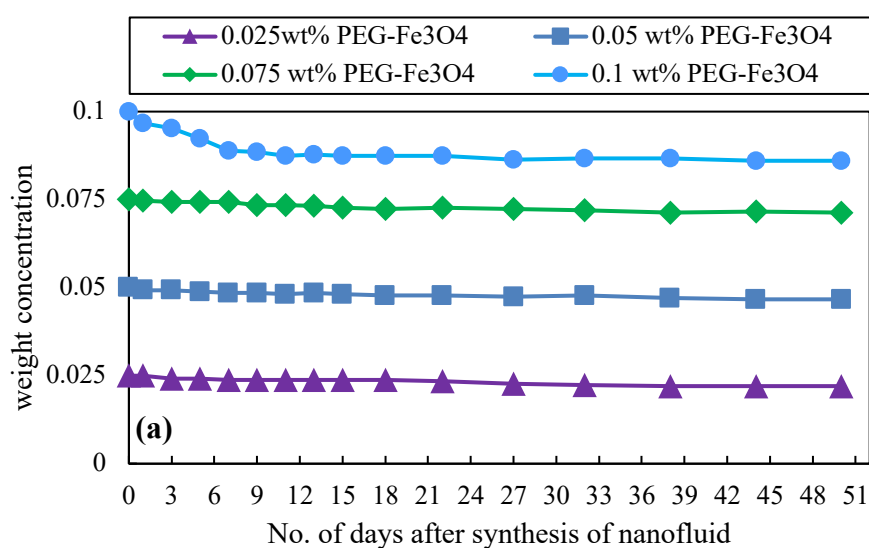 0.025wt% PEG-Fe3O4 0.05 wt% PEG-Fe3O4
0.075 wt% PEG-Fe3O4 0.1 wt% PEG-Fe3O4
0.1
0.075
0.05
0.025
0
weight concentration
(a)
0 3 6 9 12 15 18 21 24 27 30 33 36 39 42 45 48 51
No. of days after synthesis of nanofluid